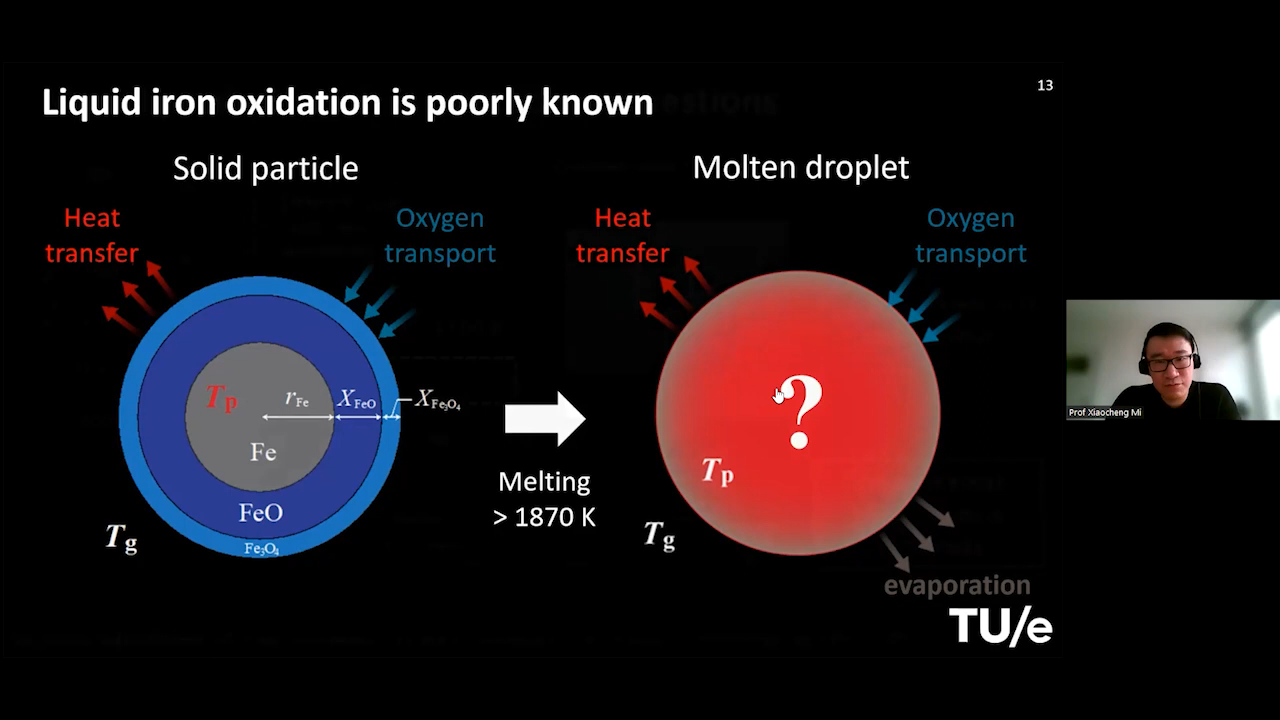 Liquid iron oxidation is poorly known
13
Solid particle
Molten droplet
Heat
transfer
Oxygen
transport
Heat
transfer
Oxygen
transport
Tp
rFe
XFeO
XFe₃O₄
Fe
FeO
Fe₃O₄
Tg
Melting
> 1870 K
?
Tp
Tg
evaporation
TU/e
Prof Xiaocheng Mi